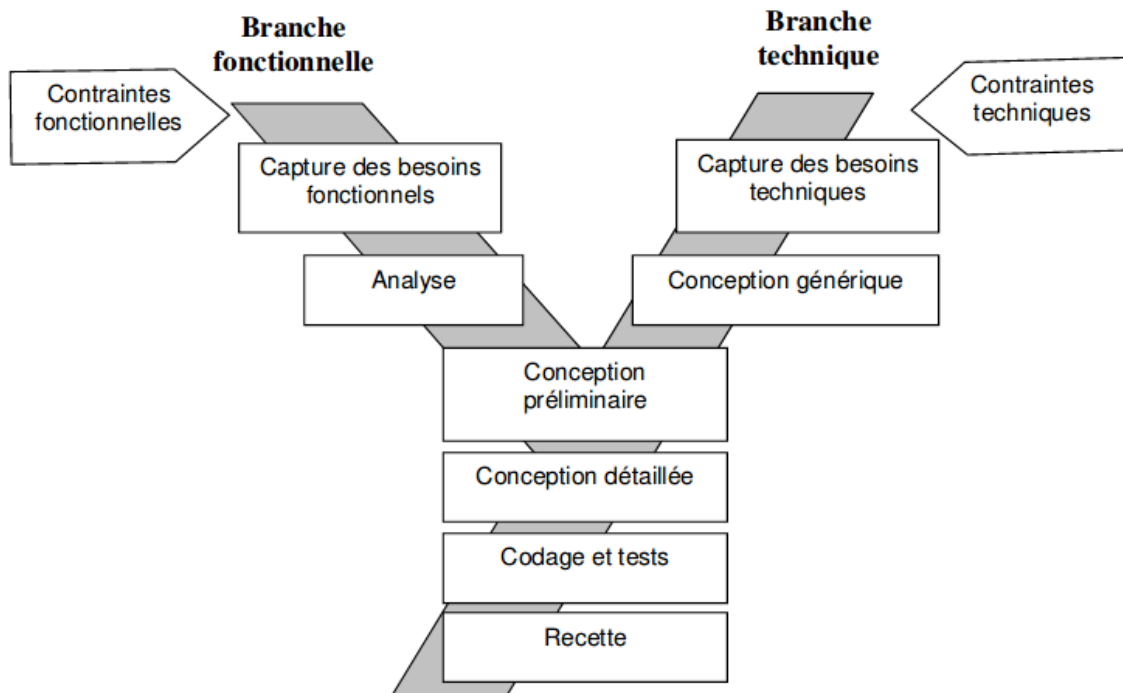 Branche
fonctionnelle
Branche
technique
Contraintes
fonctionnelles
Contraintes
techniques
Capture des besoins
fonctionnels
Capture des besoins
techniques
Analyse
Conception générique
Conception
préliminaire
Conception détaillée
Codage et tests
Recette